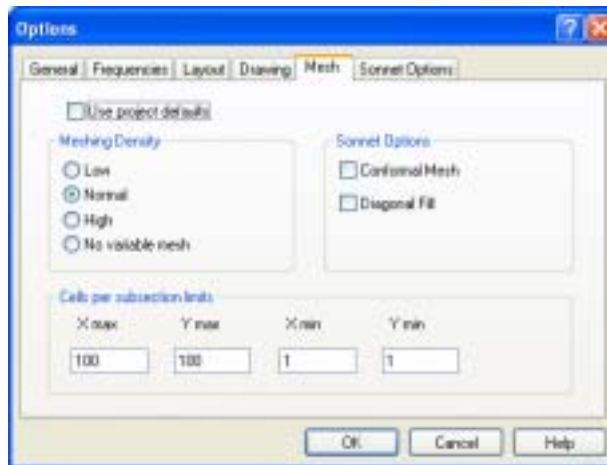 Options
General Frequencies Layout Drawing Mesh Sonnet Options
Use project defaults
Meshing Density
Low
Normal
High
No variable mesh
Sonnet Options
Conformal Mesh
Diagonal Fill
Cells per subsection limits
X max Y max X min Y min
100 100 1 1
OK Cancel Help